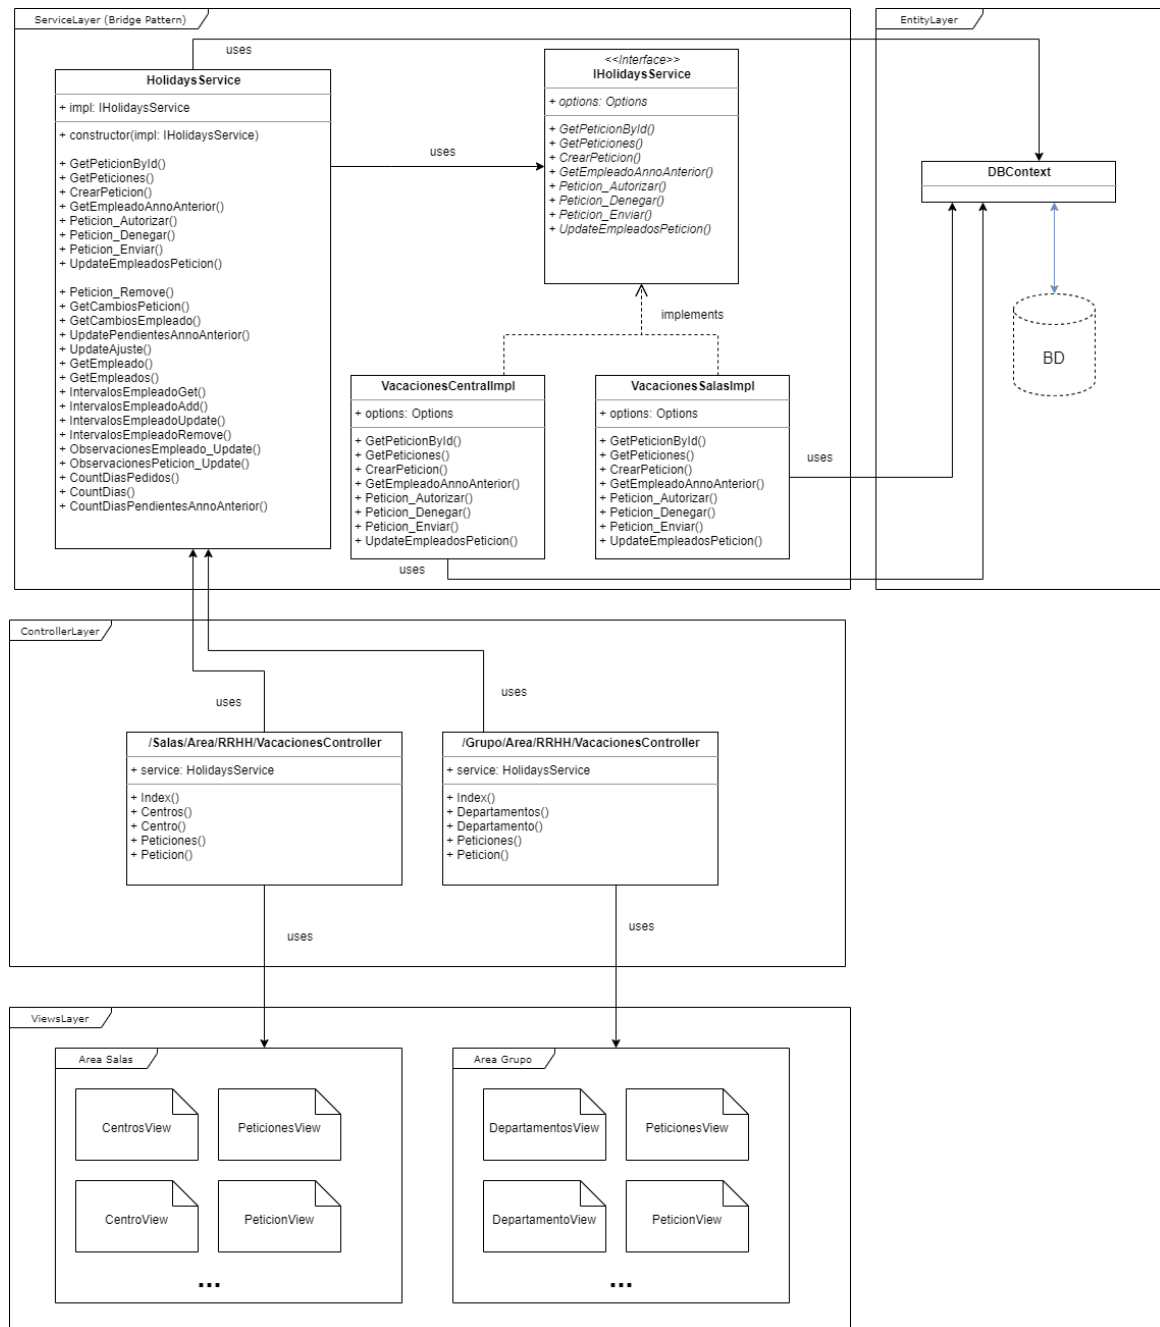 ServiceLayer (Bridge Pattern)
EntityLayer
uses
HolidaysService
+ impl: IHolidaysService
+ constructor(impl: IHolidaysService)
+ GetPeticionById()
+ GetPeticiones()
+ CrearPeticion()
+ GetEmpleadoAnnoAnterior()
+ Peticion_Autorizar()
+ Peticion_Denegar()
+ Peticion_Enviar()
+ UpdateEmpleadosPeticion()
+ Peticion_Remove()
+ GetCambiosPeticion()
+ GetCambiosEmpleado()
+ UpdatePendientesAnnoAnterior()
+ UpdateAjuste()
+ GetEmpleado()
+ GetEmpleados()
+ IntervalosEmpleadoGet()
+ IntervalosEmpleadoAdd()
+ IntervalosEmpleadoUpdate()
+ IntervalosEmpleadoRemove()
+ ObservacionesEmpleado_Update()
+ ObservacionesPeticion_Update()
+ CountDiasPedidos()
+ CountDias()
+ CountDiasPendientesAnnoAnterior()
uses
<<Interface>>
IHolidaysService
+ options: Options
+ GetPeticionById()
+ GetPeticiones()
+ CrearPeticion()
+ GetEmpleadoAnnoAnterior()
+ Peticion_Autorizar()
+ Peticion_Denegar()
+ Peticion_Enviar()
+ UpdateEmpleadosPeticion()
implements
DBContext
BD
VacacionesCentralImpl
+ options: Options
+ GetPeticionById()
+ GetPeticiones()
+ CrearPeticion()
+ GetEmpleadoAnnoAnterior()
+ Peticion_Autorizar()
+ Peticion_Denegar()
+ Peticion_Enviar()
+ UpdateEmpleadosPeticion()
uses
VacacionesSalasImpl
+ options: Options
+ GetPeticionById()
+ GetPeticiones()
+ CrearPeticion()
+ GetEmpleadoAnnoAnterior()
+ Peticion_Autorizar()
+ Peticion_Denegar()
+ Peticion_Enviar()
+ UpdateEmpleadosPeticion()
uses
ControllerLayer
uses
uses
/Salas/Area/RRHH/VacacionesController
+ service: HolidaysService
+ Index()
+ Centros()
+ Centro()
+ Peticiones()
+ Peticion()
/Grupo/Area/RRHH/VacacionesController
+ service: HolidaysService
+ Index()
+ Departamentos()
+ Departamento()
+ Peticiones()
+ Peticion()
uses
uses
ViewsLayer
Area Salas
CentrosView
PeticionesView
CentroView
PeticionView
...
Area Grupo
DepartamentosView
PeticionesView
DepartamentoView
PeticionView
...